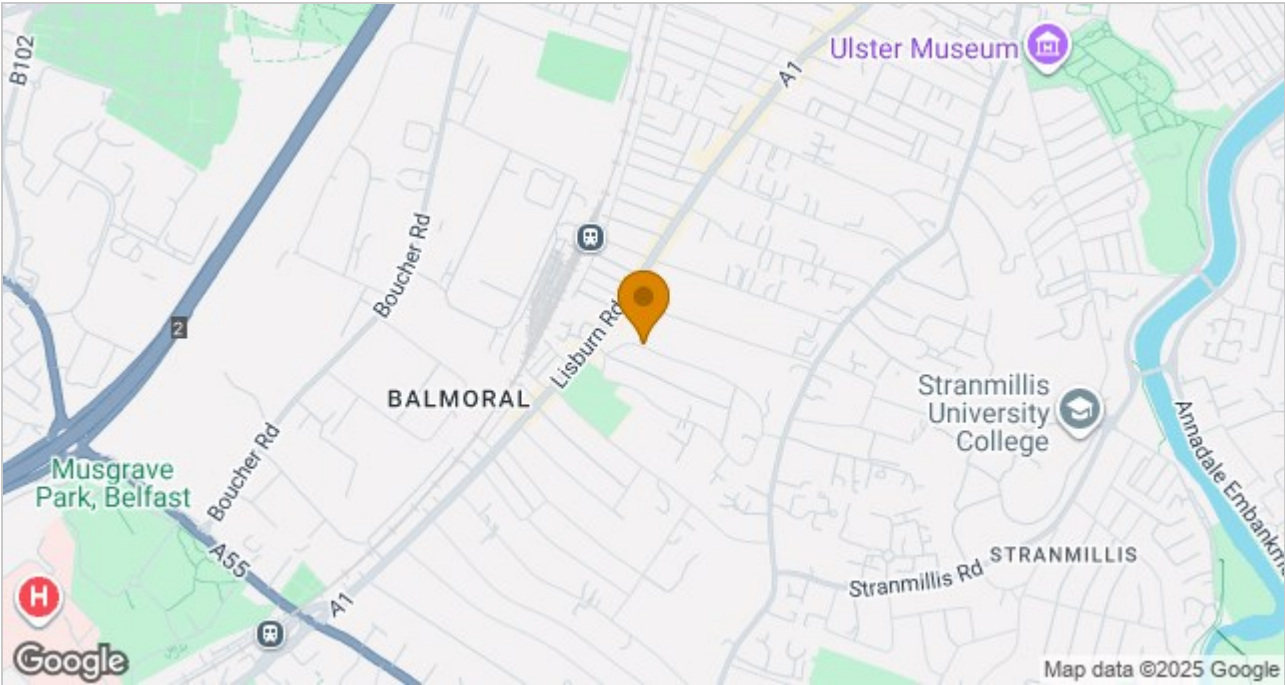 B102
Ulster Museum
A1
Boucher Rd
2
Lisburn Rd
BALMORAL
Stranmillis
University
College
Annadale Embankme
Musgrave
Park, Belfast
Boucher Rd
A55
STRANMILLIS
Stranmillis Rd
H
A1
Google
Map data ©2025 Google